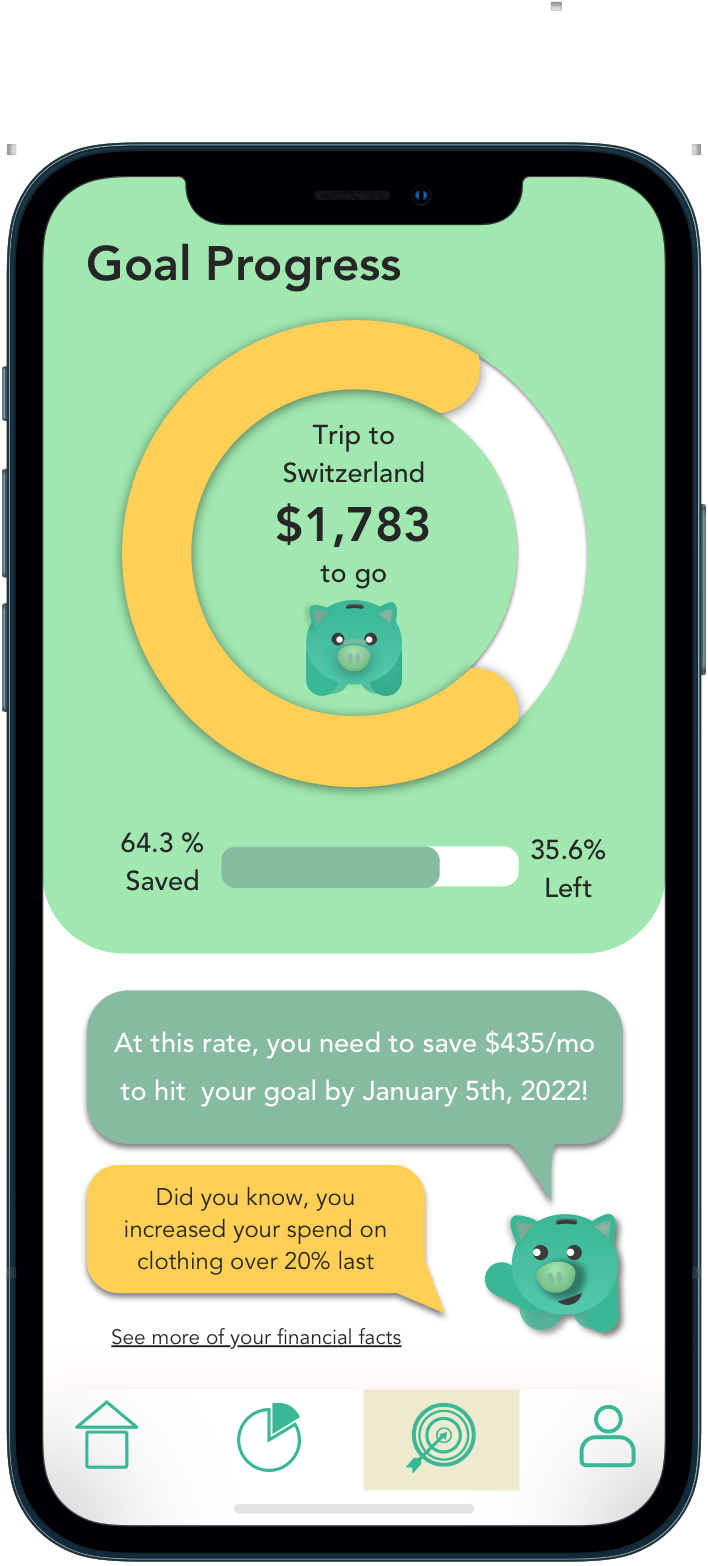 Goal Progress
Trip to
Switzerland
$1,783
to go
64.3 %
Saved
35.6%
Left
At this rate, you need to save $435/mo
to hit  your goal by January 5th, 2022!
Did you know, you
increased your spend on
clothing over 20% last
See more of your financial facts